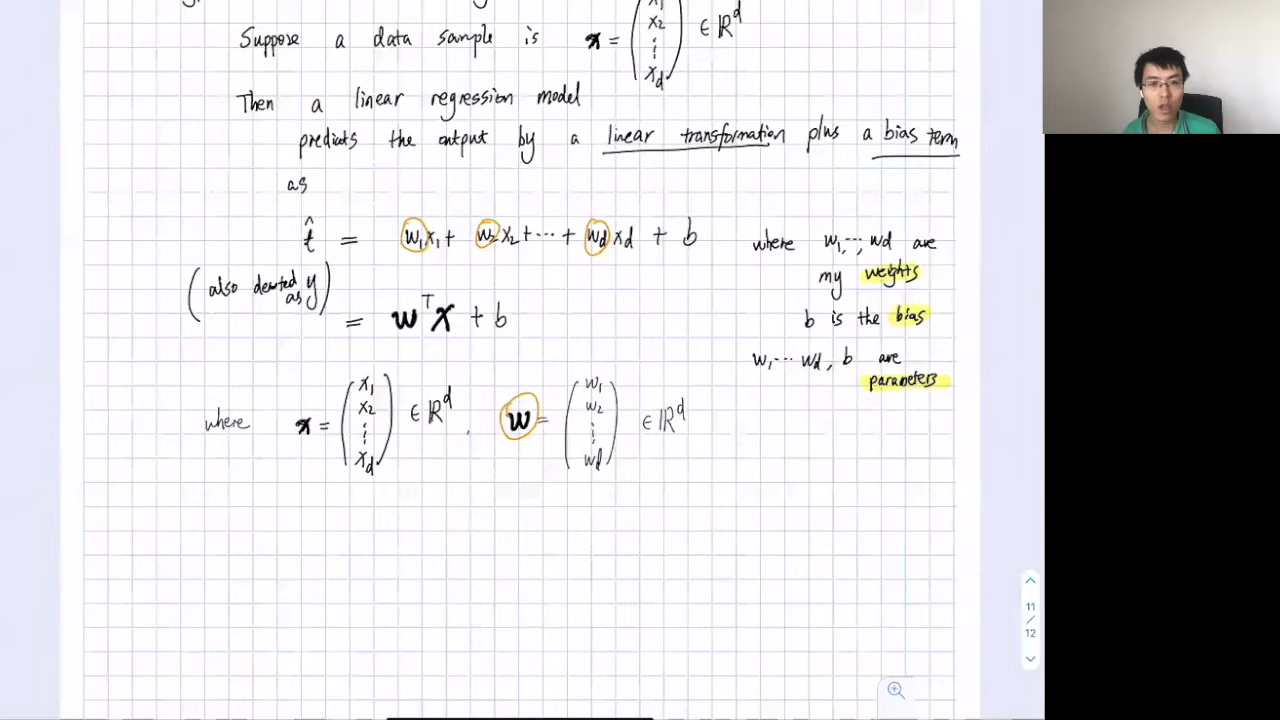 Suppose a data sample is x = (x1 x2 ⋮ xd) ∈ ℝ^d
Then a linear regression model
predicts the output by a linear transformation plus a bias term
as
t̂ = w1x1 + w2x2 + ⋯ + wdxd + b
(also denoted as y)
= w^T x + b
where w1, ⋯, wd are
my weights
b is the bias
w1 ⋯ wd, b are
parameters
where x = (x1 x2 ⋮ xd) ∈ ℝ^d, w = (w1 w2 ⋮ wd) ∈ ℝ^d
11
/
12